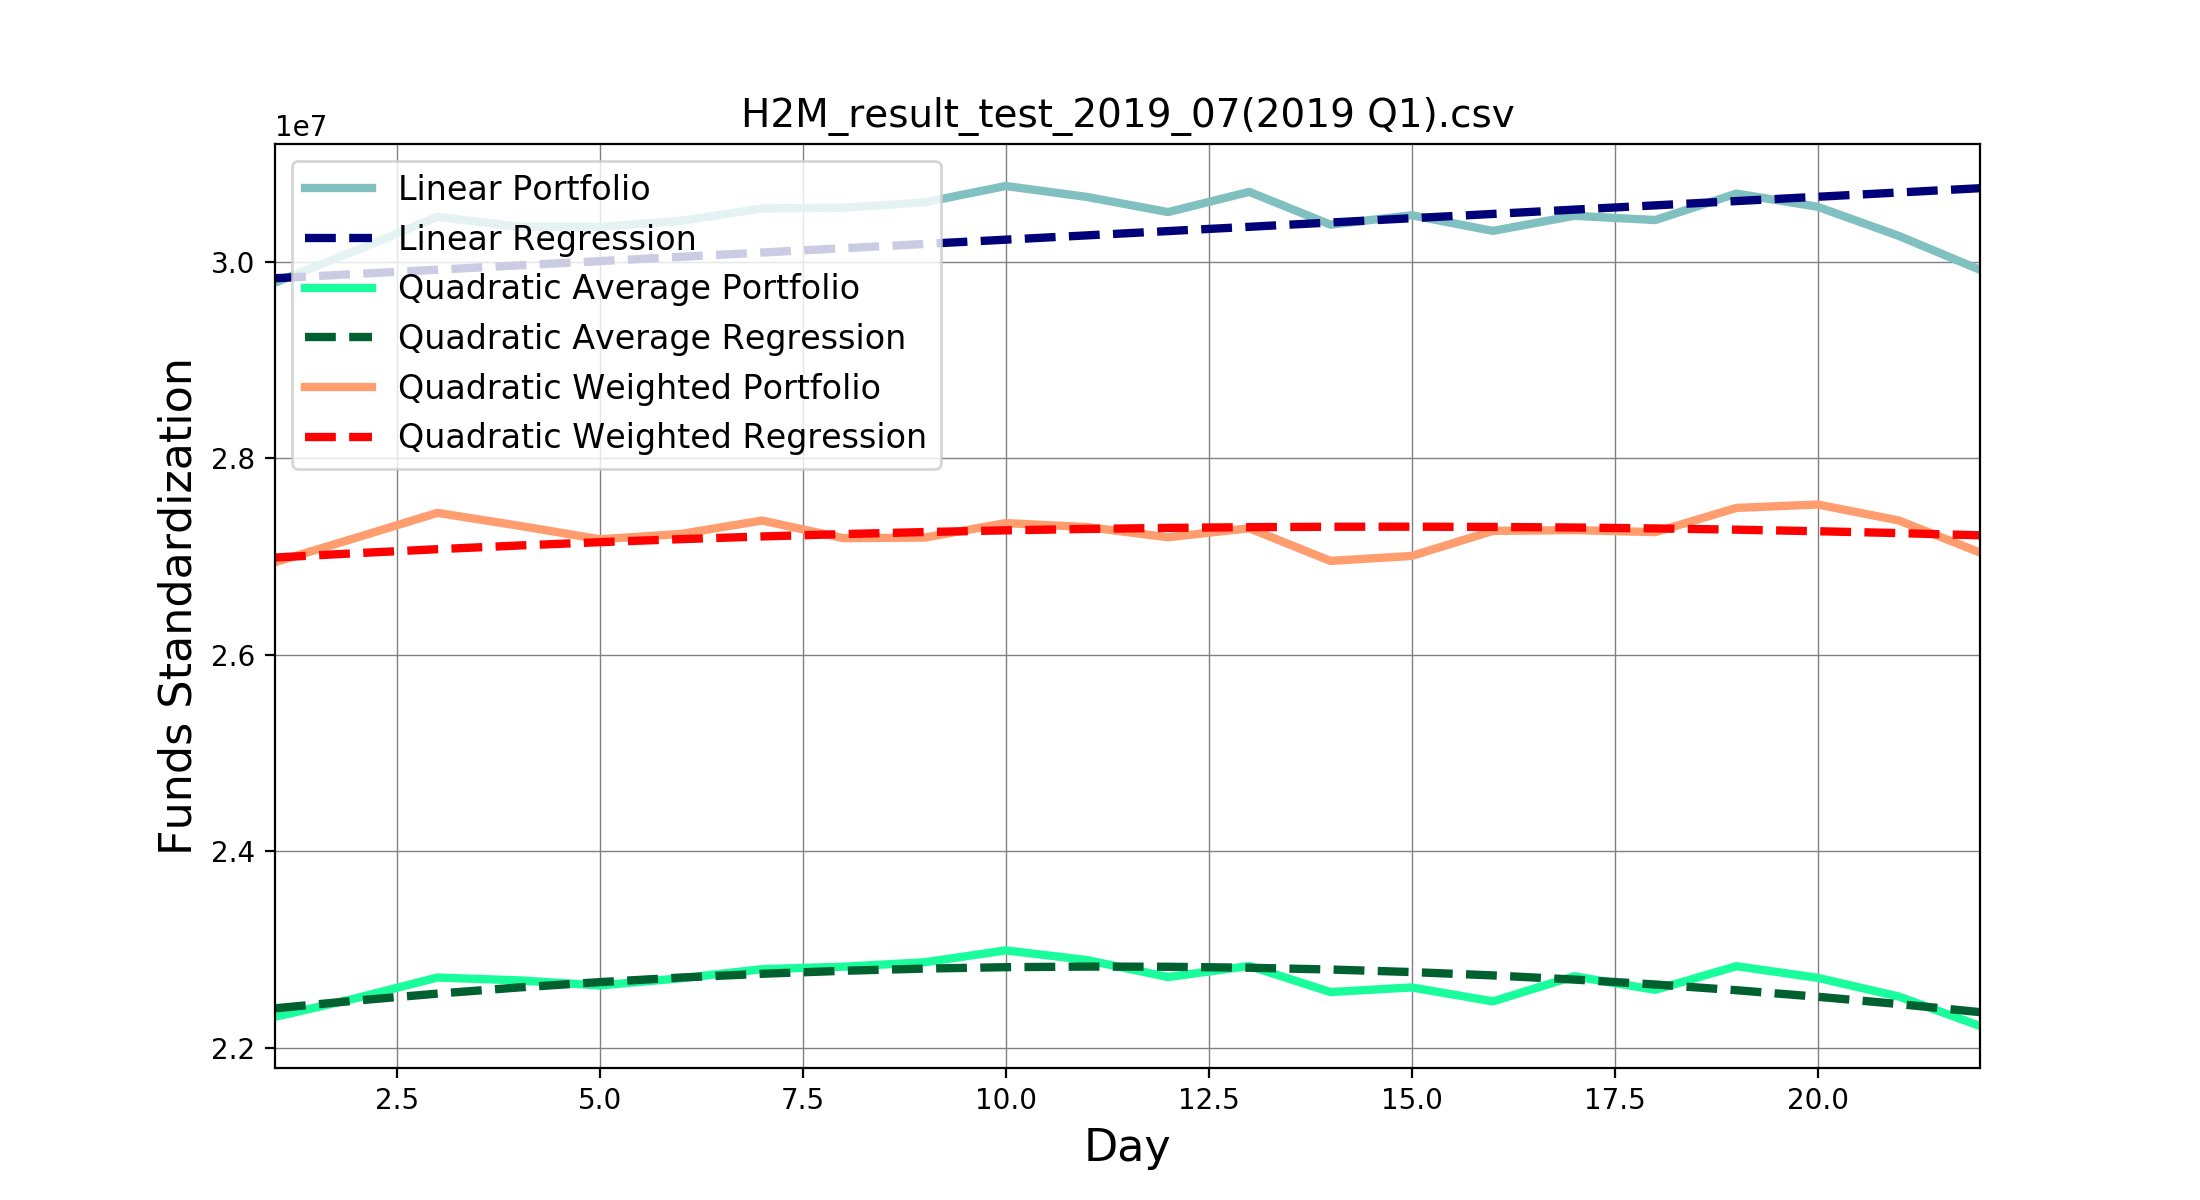 H2M_result_test_2019_07(2019 Q1).csv
1e7
Linear Portfolio
Linear Regression
Quadratic Average Portfolio
Quadratic Average Regression
Quadratic Weighted Portfolio
Quadratic Weighted Regression
Funds Standardization
3.0
2.8
2.6
2.4
2.2
2.5 5.0 7.5 10.0 12.5 15.0 17.5 20.0
Day